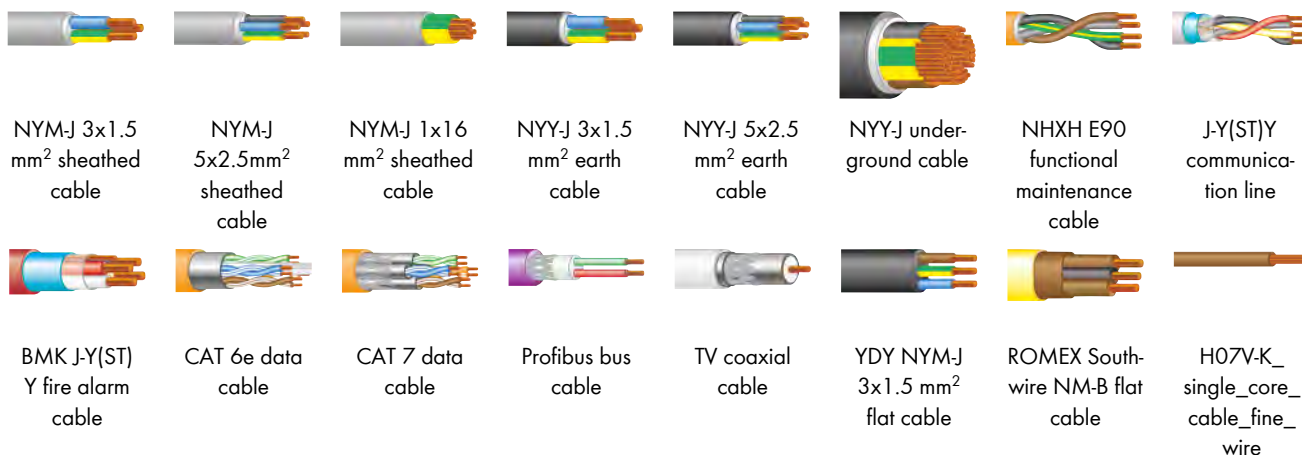 NYM-J 3x1.5
mm² sheathed
cable
NYM-J
5x2.5mm²
sheathed
cable
NYM-J 1x16
mm² sheathed
cable
NYY-J 3x1.5
mm² earth
cable
NYY-J 5x2.5
mm² earth
cable
NYY-J under-
ground cable
NHXH E90
functional
maintenance
cable
J-Y(ST)Y
communica-
tion line
BMK J-Y(ST)
Y fire alarm
cable
CAT 6e data
cable
CAT 7 data
cable
Profibus bus
cable
TV coaxial
cable
YDY NYM-J
3x1.5 mm²
flat cable
ROMEX South-
wire NM-B flat
cable
H07V-K_
single_core_
cable_fine_
wire